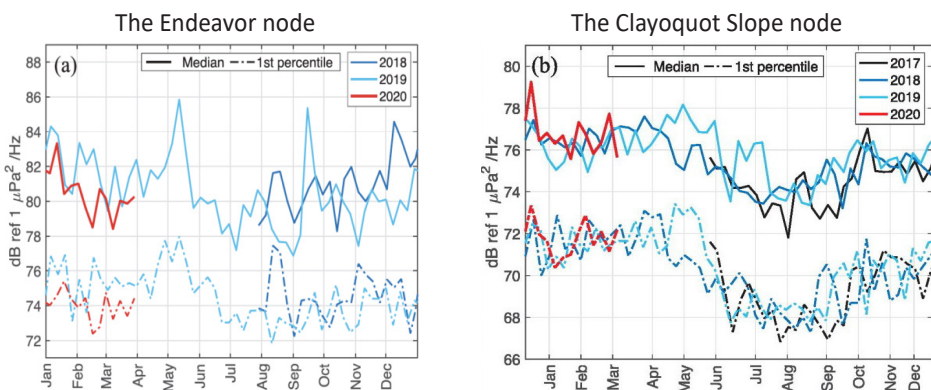 The Endeavor node
The Clayoquot Slope node
(a)
Median
1st percentile
2018
2019
2020
dB ref 1 μPa²/Hz
88
86
84
82
80
78
76
74
72
Jan
Feb
Mar
Apr
May
Jun
Jul
Aug
Sep
Oct
Nov
Dec
(b)
Median
1st percentile
2017
2018
2019
2020
dB ref 1 μPa²/Hz
80
78
76
74
72
70
68
66
Jan
Feb
Mar
Apr
May
Jun
Jul
Aug
Sep
Oct
Nov
Dec